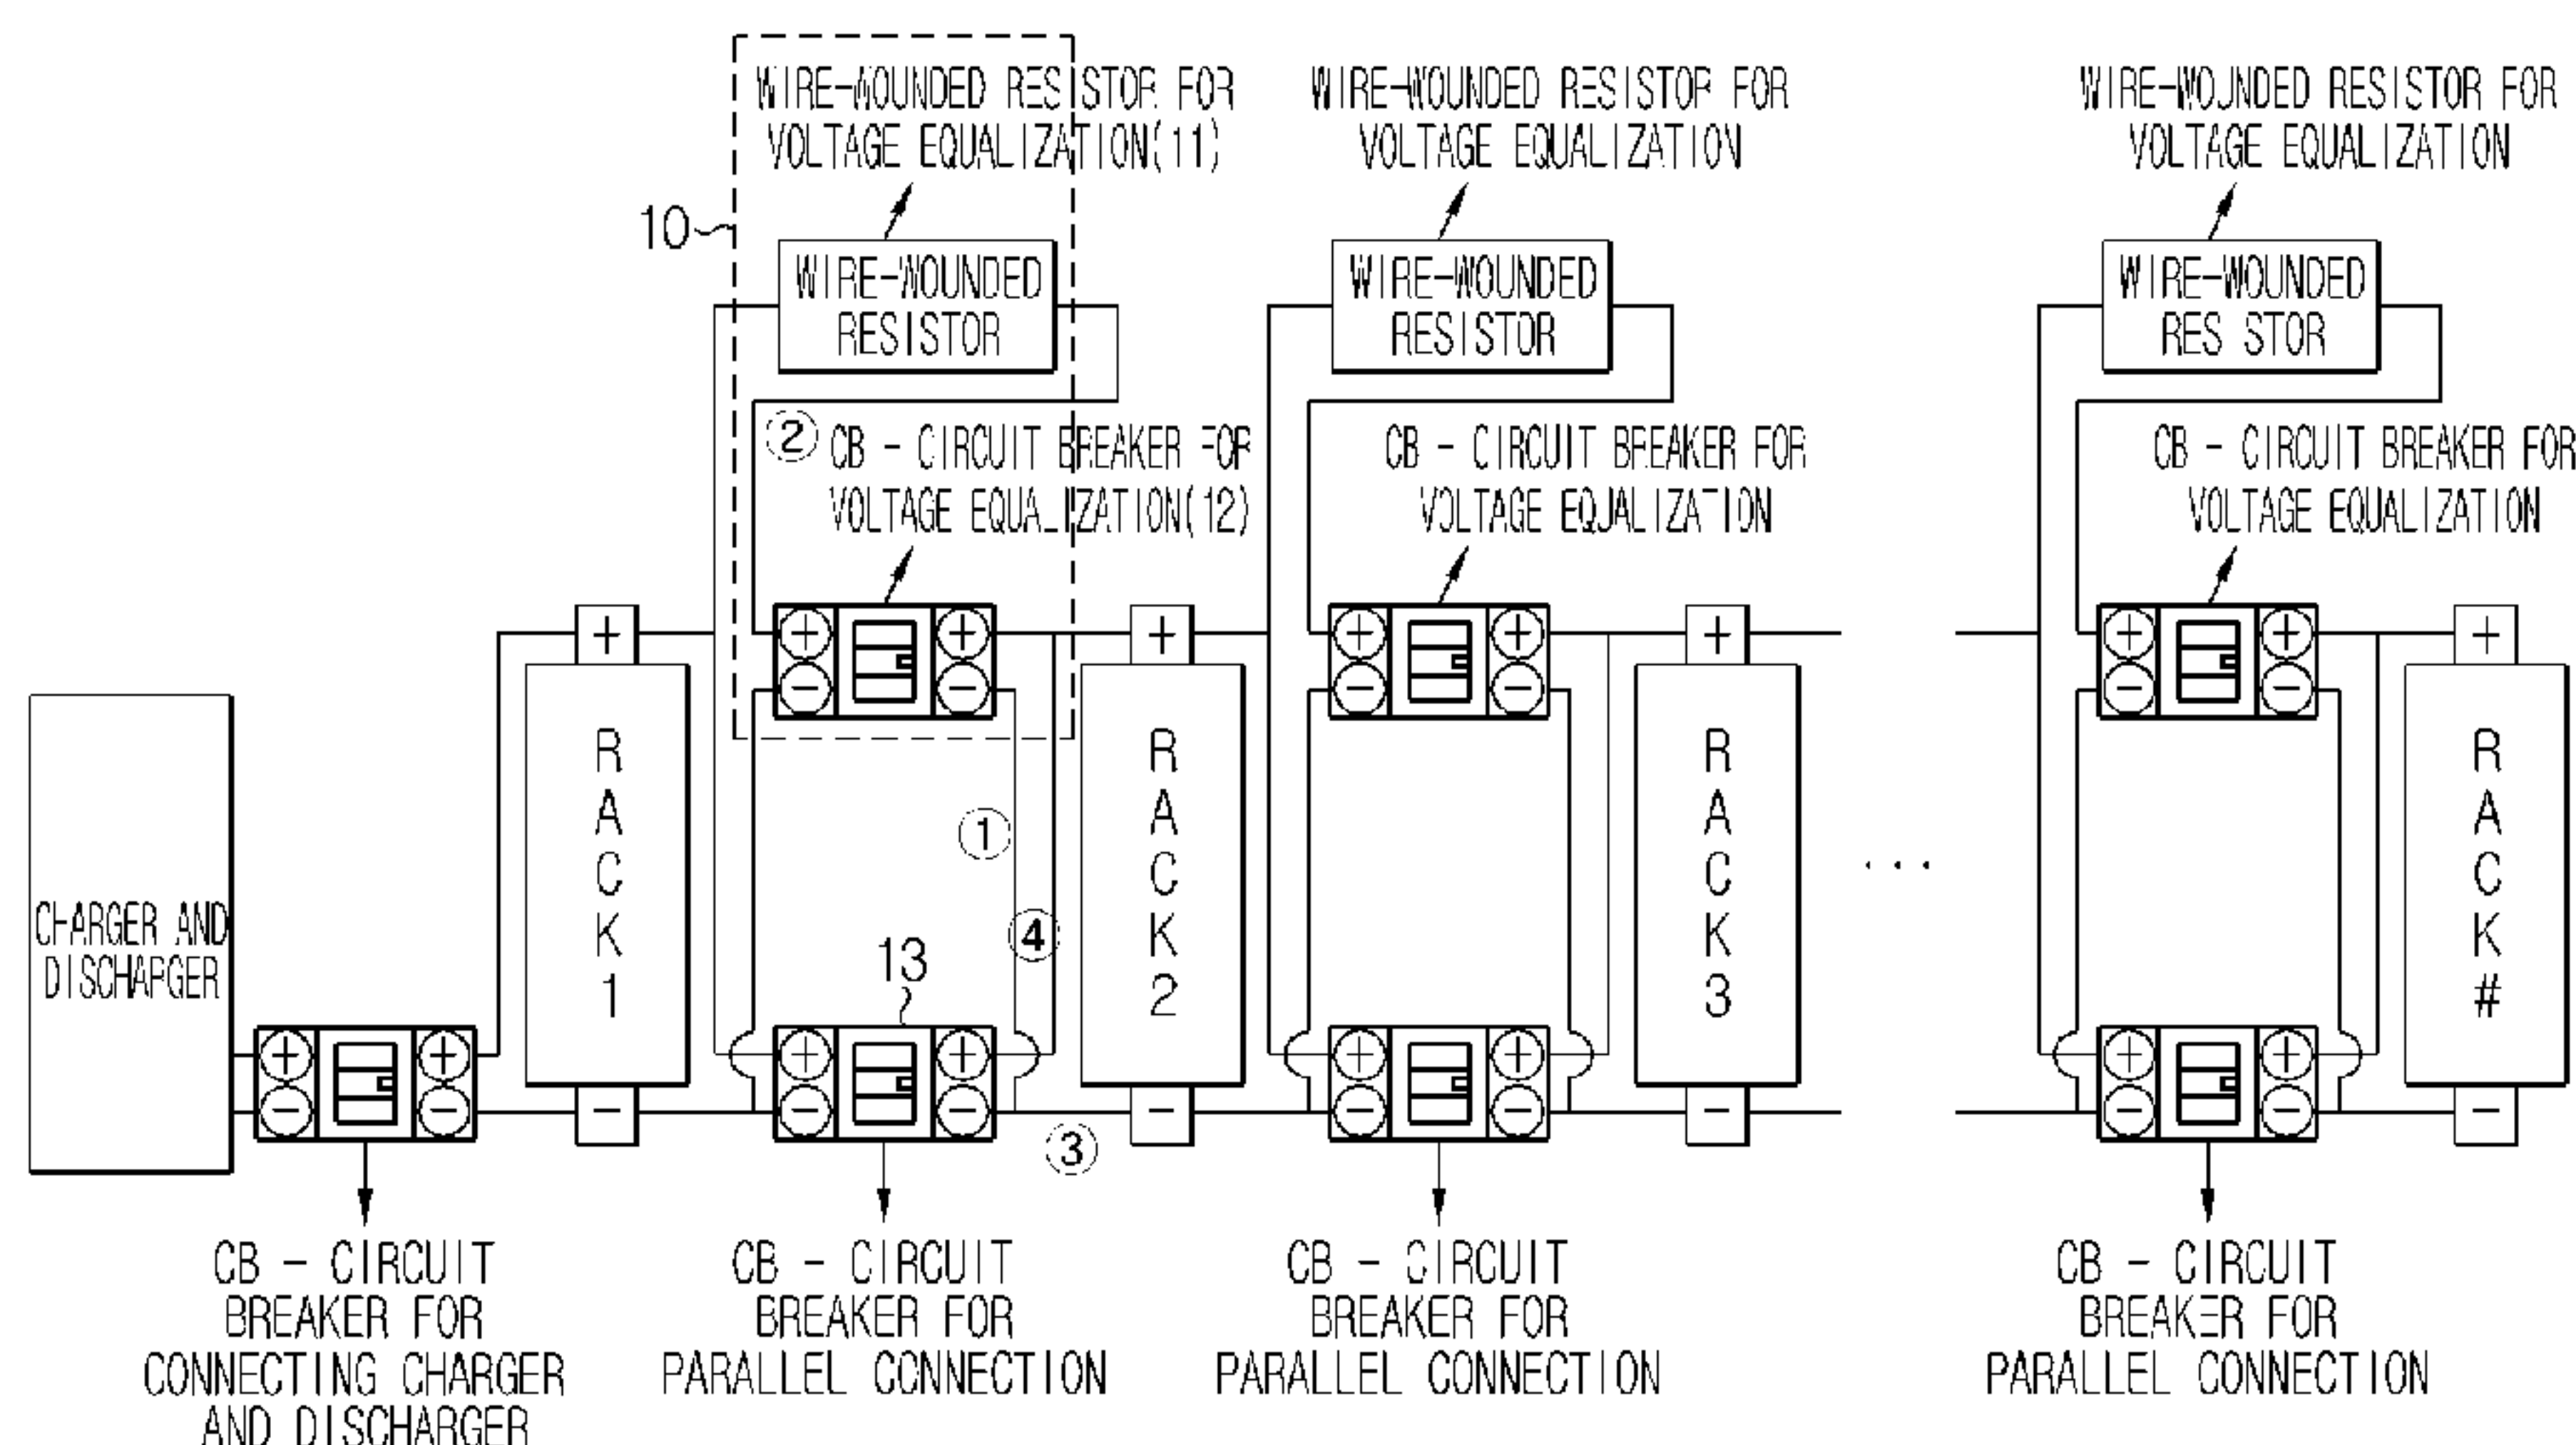 WIRE-WOUNDED RESISTOR FOR
VOLTAGE EQUALIZATION(11)
WIRE-WOUNDED RESISTOR FOR
VOLTAGE EQUALIZATION
WIRE-WOUNDED RESISTOR FOR
VOLTAGE EQUALIZATION
10
WIRE-WOUNDED
RESISTOR
WIRE-WOUNDED
RESISTOR
WIRE-WOUNDED
RES STOR
②
CB - CIRCUIT BREAKER FOR
VOLTAGE EQUALIZATION(12)
CB - CIRCUIT BREAKER FOR
VOLTAGE EQUALIZATION
CB - CIRCUIT BREAKER FOR
VOLTAGE EQUALIZATION
+ + + + + + + + + +
- - - - - -
CHARGER AND
DISCHARGER
RACK1
①
④
13
RACK2
RACK3
. . .
RACK#
+ + + + + + + +
- - - - - - - - - - - -
③
CB - CIRCUIT
BREAKER FOR
CONNECTING CHARGER
AND DISCHARGER
CB - CIRCUIT
BREAKER FOR
PARALLEL CONNECTION
CB - CIRCUIT
BREAKER FOR
PARALLEL CONNECTION
CB - CIRCUIT
BREAKER FOR
PARALLEL CONNECTION